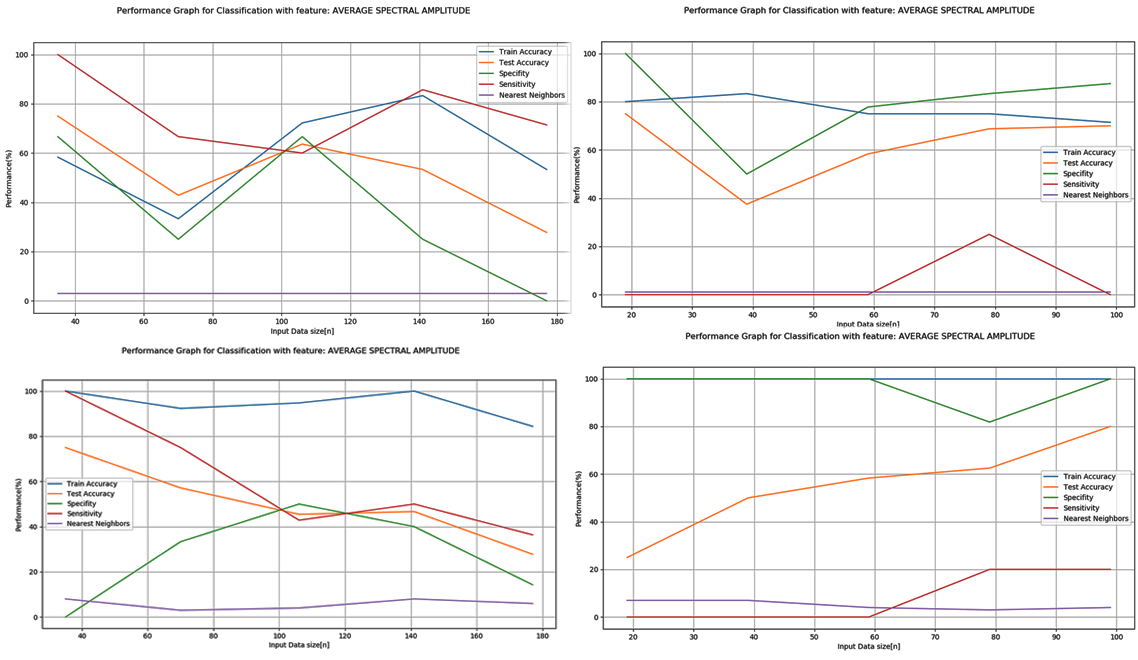 Performance Graph for Classification with feature: AVERAGE SPECTRAL AMPLITUDE
100
80
60
40
20
0
Performance(%)
40
60
80
100
120
140
160
180
Input Data size[n]
Train Accuracy
Test Accuracy
Specifity
Sensitivity
Nearest Neighbors
Performance Graph for Classification with feature: AVERAGE SPECTRAL AMPLITUDE
100
80
60
40
20
0
Performance(%)
20
30
40
50
60
70
80
90
100
Input Data size[n]
Train Accuracy
Test Accuracy
Specifity
Sensitivity
Nearest Neighbors
Performance Graph for Classification with feature: AVERAGE SPECTRAL AMPLITUDE
100
80
60
40
20
0
Performance(%)
40
60
80
100
120
140
160
180
Input Data size[n]
Train Accuracy
Test Accuracy
Specifity
Sensitivity
Nearest Neighbors
Performance Graph for Classification with feature: AVERAGE SPECTRAL AMPLITUDE
100
80
60
40
20
0
Performance(%)
20
30
40
50
60
70
80
90
100
Input Data size[n]
Train Accuracy
Test Accuracy
Specifity
Sensitivity
Nearest Neighbors